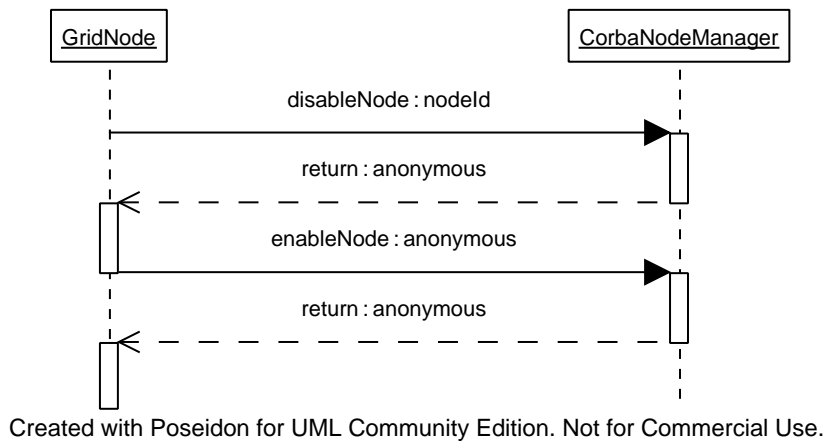 GridNode
CorbaNodeManager
disableNode : nodeId
return : anonymous
enableNode : anonymous
return : anonymous
Created with Poseidon for UML Community Edition. Not for Commercial Use.